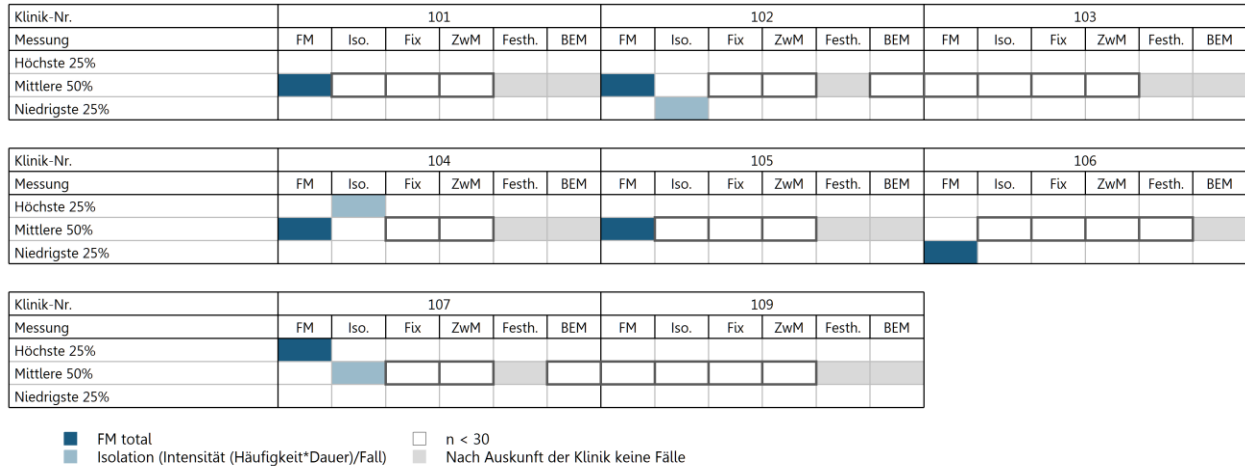 Klinik-Nr. 101 102 103
Messung FM Iso. Fix ZwM Festh. BEM FM Iso. Fix ZwM Festh. BEM FM Iso. Fix ZwM Festh. BEM
Höchste 25%
Mittlere 50%
Niedrigste 25%
Klinik-Nr. 104 105 106
Messung FM Iso. Fix ZwM Festh. BEM FM Iso. Fix ZwM Festh. BEM FM Iso. Fix ZwM Festh. BEM
Höchste 25%
Mittlere 50%
Niedrigste 25%
Klinik-Nr. 107 109
Messung FM Iso. Fix ZwM Festh. BEM FM Iso. Fix ZwM Festh. BEM
Höchste 25%
Mittlere 50%
Niedrigste 25%
FM total n < 30
Isolation (Intensität (Häufigkeit*Dauer)/Fall) Nach Auskunft der Klinik keine Fälle